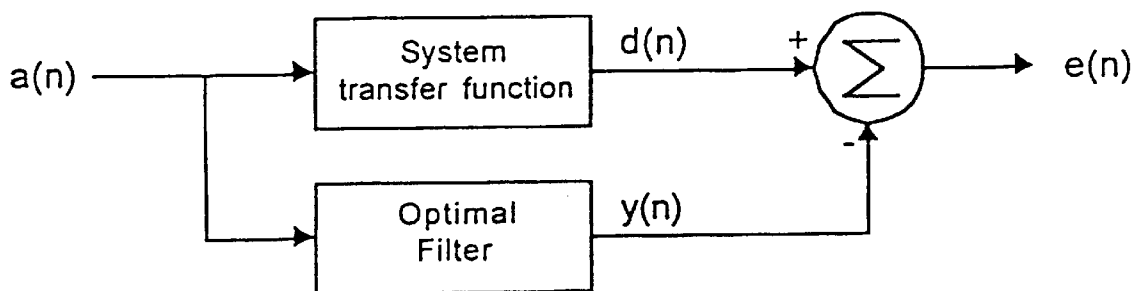 a(n)
System
transfer function
d(n)
+
Σ
e(n)
-
Optimal
Filter
y(n)